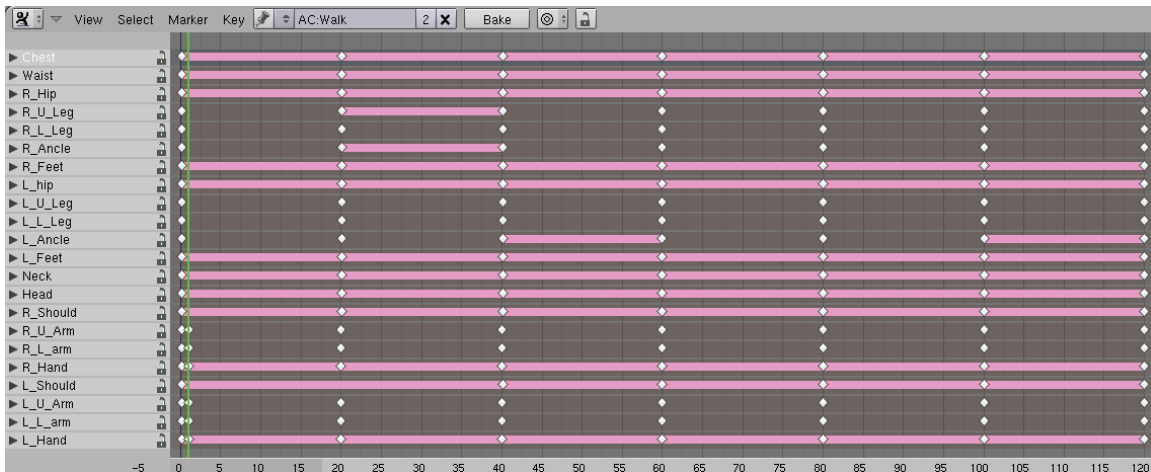 View Select Marker Key AC:Walk 2 Bake
Chest
Waist
R_Hip
R_U_Leg
R_L_Leg
R_Ancle
R_Feet
L_hip
L_U_Leg
L_L_Leg
L_Ancle
L_Feet
Neck
Head
R_Should
R_U_Arm
R_L_arm
R_Hand
L_Should
L_U_Arm
L_L_arm
L_Hand
-5 0 5 10 15 20 25 30 35 40 45 50 55 60 65 70 75 80 85 90 95 100 105 110 115 120